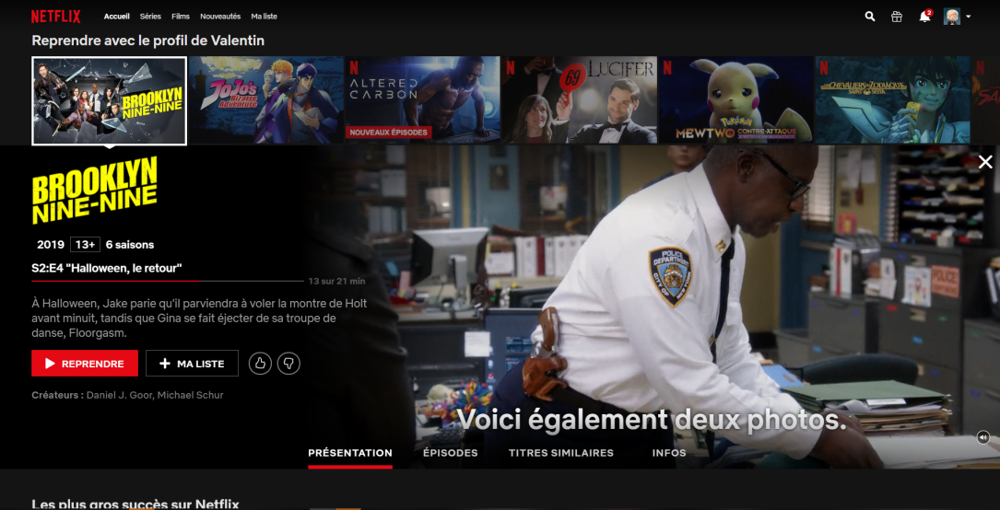 NETFLIX
Accueil Séries Films Nouveautés Ma liste
2
Reprendre avec le profil de Valentin
BROOKLYN
NINE-NINE
JoJo's
Bizarre
Adventure
N
ALTERED
CARBON
NOUVEAUX ÉPISODES
N
69
LUCIFER
N
Pokémon
MEWTWO CONTRE-ATTAQUE
N
LES CHEVALIERS DU ZODIAQUE
SAINT SEIYA
N
BROOKLYN
NINE-NINE
2019 13+ 6 saisons
S2:E4 "Halloween, le retour"
13 sur 21 min
À Halloween, Jake parie qu'il parviendra à voler la montre de Holt
avant minuit, tandis que Gina se fait éjecter de sa troupe de
danse, Floorgasm.
REPRENDRE
MA LISTE
Créateurs : Daniel J. Goor, Michael Schur
POLICE
DEPARTMENT
CITY OF
POLICE
Voici également deux photos.
PRÉSENTATION ÉPISODES TITRES SIMILAIRES INFOS
Les plus gros succès sur Netflix